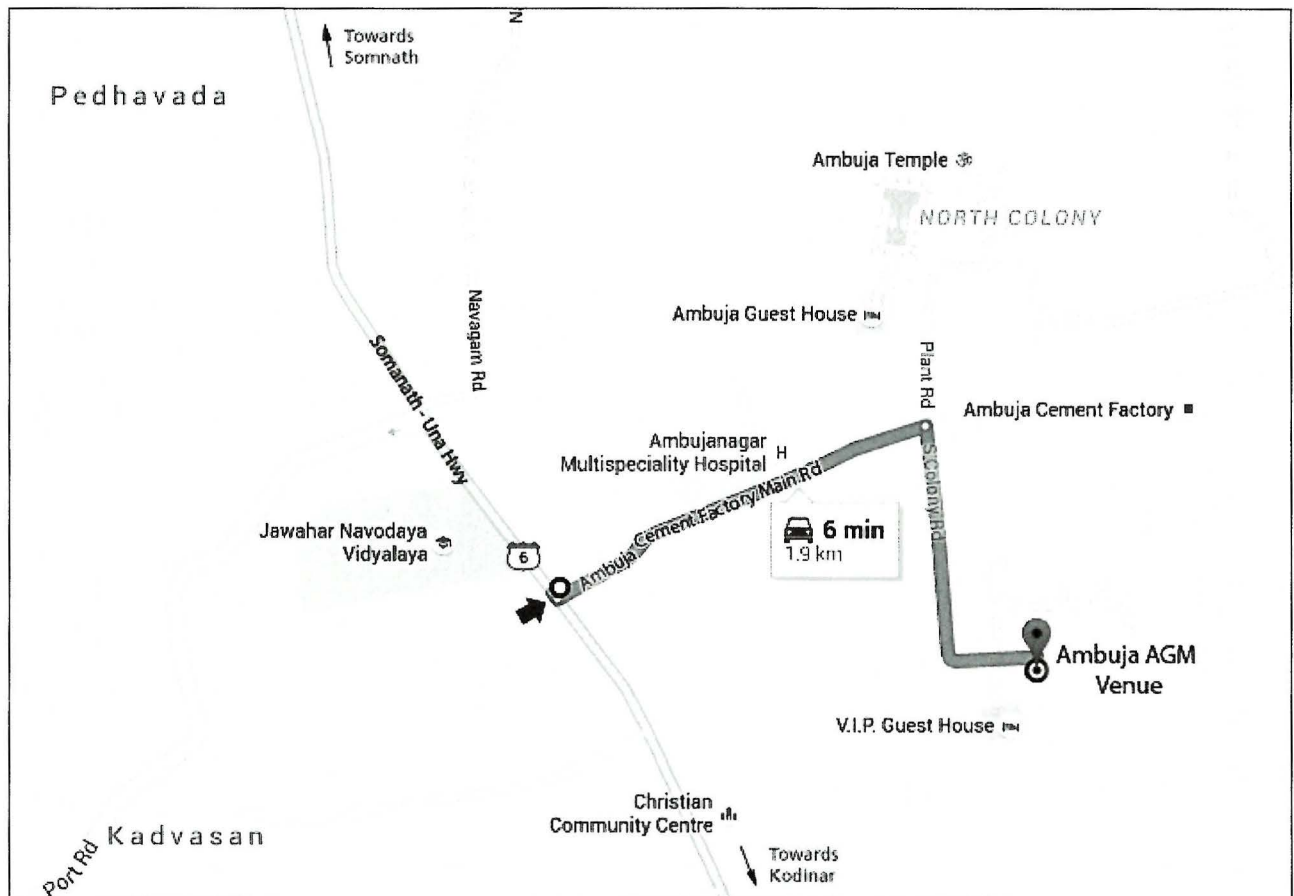 N
Towards
Somnath
Pedhavada
Ambuja Temple
NORTH COLONY
Navagam Rd
Ambuja Guest House
Plant Rd
Somanath - Una Hwy
Ambuja Cement Factory
Ambujanagar
Multispeciality Hospital
H
S.Colony Rd
Ambuja Cement Factory Main Rd
6 min
1.9 km
Jawahar Navodaya
Vidyalaya
6
Ambuja AGM
Venue
V.I.P. Guest House
Christian
Community Centre
Kadvasan
Port Rd
Towards
Kodinar